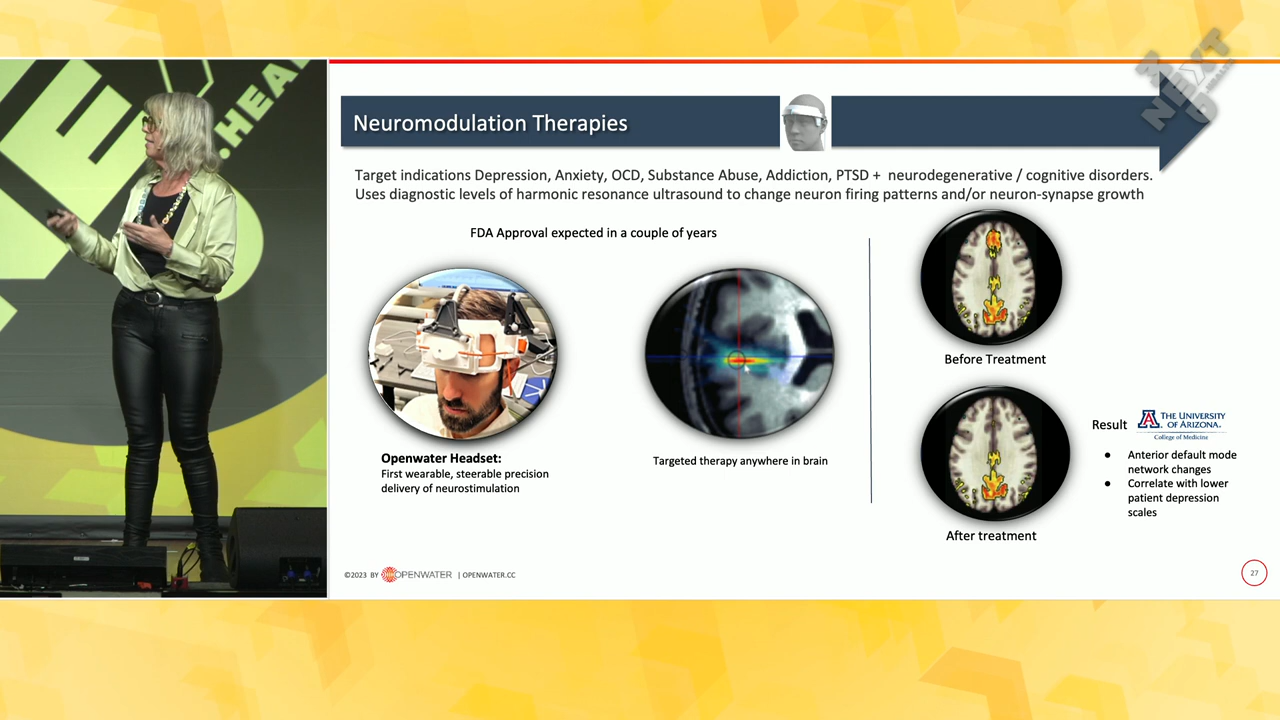 .HEA
NEXT
Neuromodulation Therapies
Target indications Depression, Anxiety, OCD, Substance Abuse, Addiction, PTSD + neurodegenerative / cognitive disorders.
Uses diagnostic levels of harmonic resonance ultrasound to change neuron firing patterns and/or neuron-synapse growth
FDA Approval expected in a couple of years
Openwater Headset:
First wearable, steerable precision
delivery of neurostimulation
Targeted therapy anywhere in brain
Before Treatment
After treatment
Result
A THE UNIVERSITY
OF ARIZONA®
College of Medicine
● Anterior default mode
network changes
● Correlate with lower
patient depression
scales
©2023 BY OPENWATER | OPENWATER.CC
27